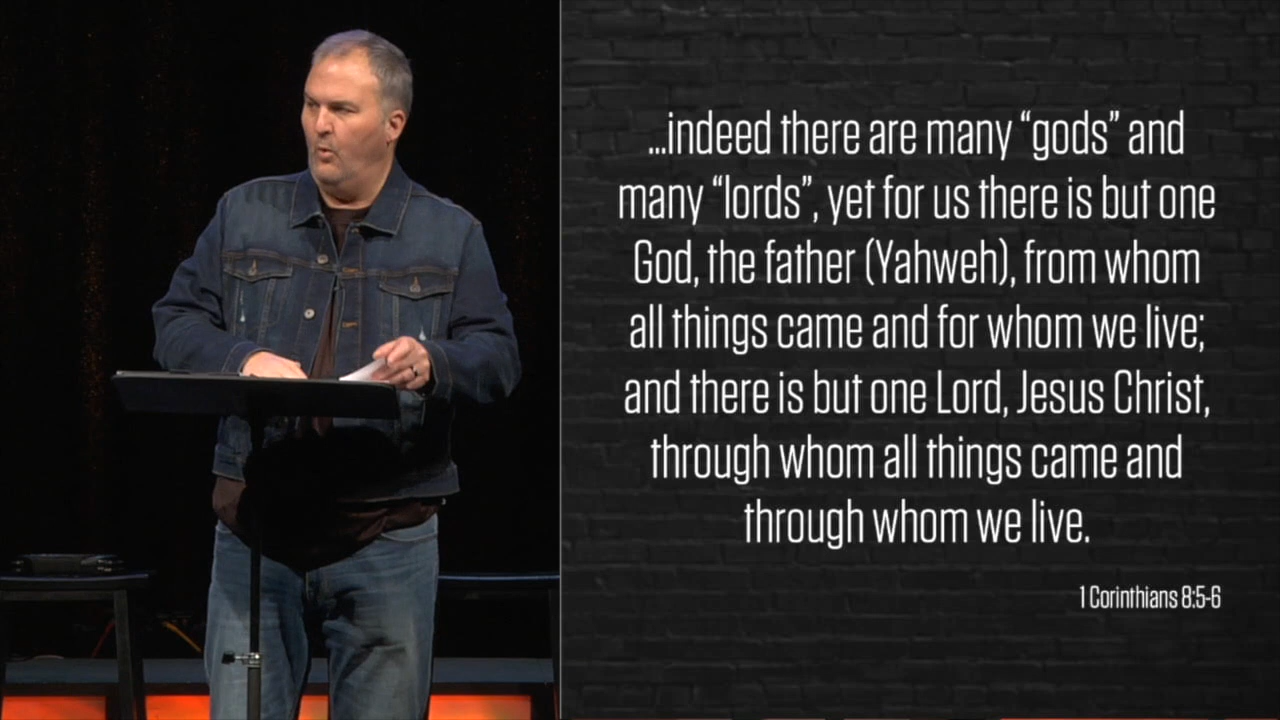 ...indeed there are many “gods” and
many “lords”, yet for us there is but one
God, the father (Yahweh), from whom
all things came and for whom we live;
and there is but one Lord, Jesus Christ,
through whom all things came and
through whom we live.
1 Corinthians 8:5-6